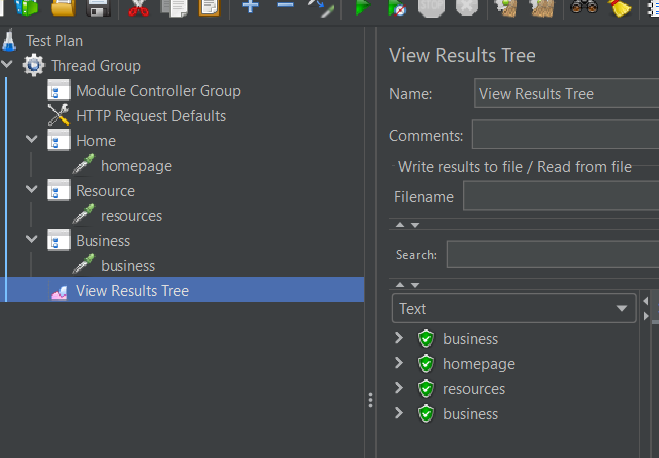 Test Plan
Thread Group
Module Controller Group
HTTP Request Defaults
Home
homepage
Resource
resources
Business
business
View Results Tree
View Results Tree
Name: View Results Tree
Comments:
Write results to file / Read from file
Filename
Search:
Text
business
homepage
resources
business